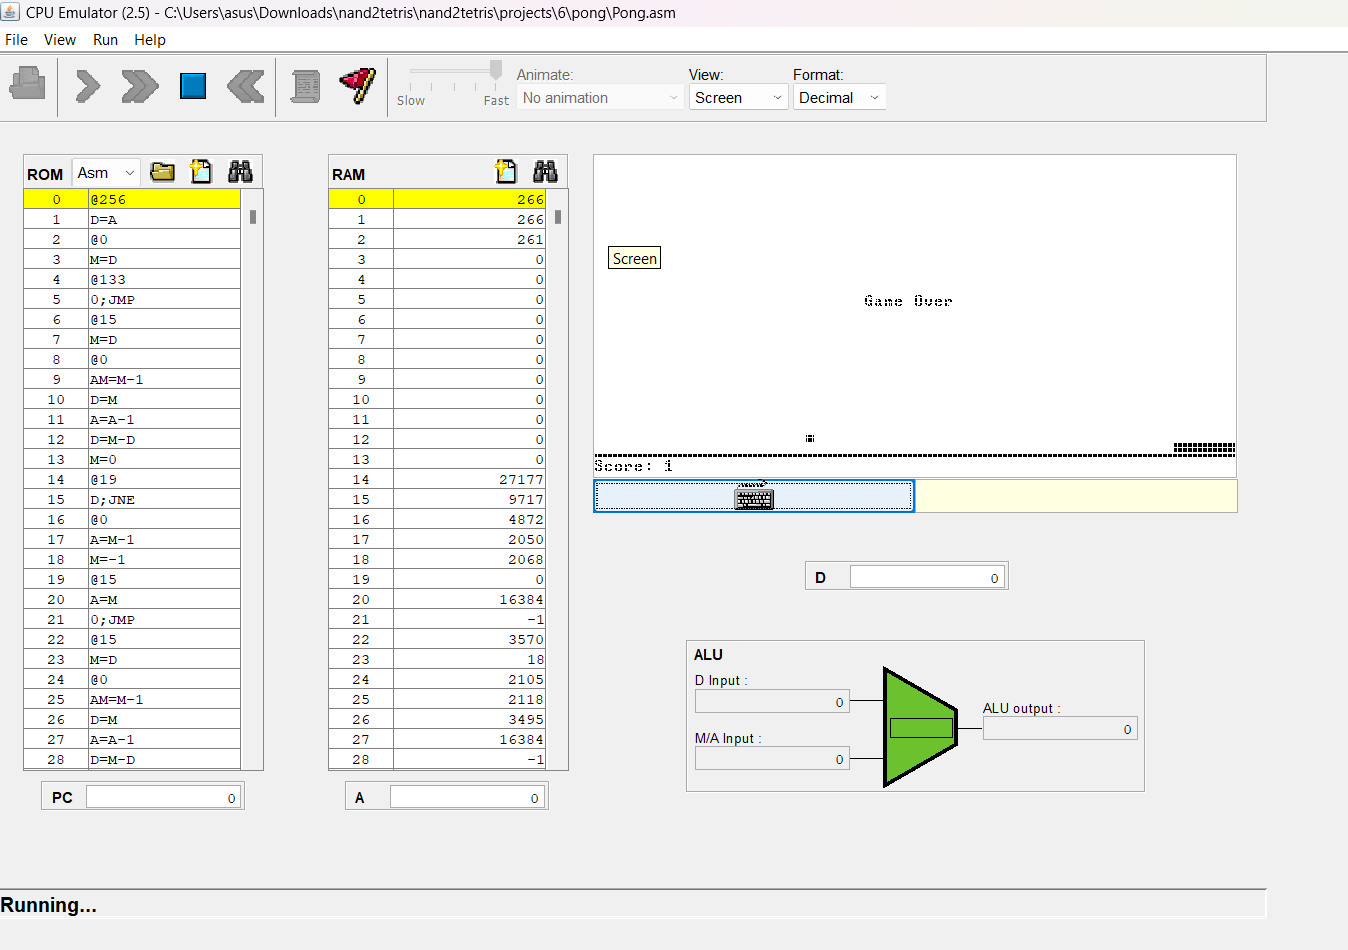 CPU Emulator (2.5) - C:\Users\asus\Downloads\nand2tetris\nand2tetris\projects\6\pong\Pong.asm
File View Run Help
Slow Fast
Animate:
No animation
View:
Screen
Format:
Decimal
ROM Asm
0 @256
1 D=A
2 @0
3 M=D
4 @133
5 0;JMP
6 @15
7 M=D
8 @0
9 AM=M-1
10 D=M
11 A=A-1
12 D=M-D
13 M=0
14 @19
15 D;JNE
16 @0
17 A=M-1
18 M=-1
19 @15
20 A=M
21 0;JMP
22 @15
23 M=D
24 @0
25 AM=M-1
26 D=M
27 A=A-1
28 D=M-D
PC 0
RAM
0 266
1 266
2 261
3 0
4 0
5 0
6 0
7 0
8 0
9 0
10 0
11 0
12 0
13 0
14 27177
15 9717
16 4872
17 2050
18 2068
19 0
20 16384
21 -1
22 3570
23 18
24 2105
25 2118
26 3495
27 16384
28 -1
A 0
Screen
Game Over
Score: 1
D 0
ALU
D Input :
0
M/A Input :
0
ALU output :
0
Running...